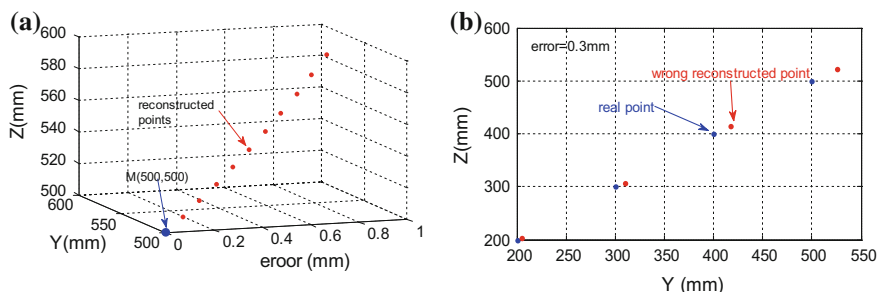 (a)
600
580
560
540
520
500
Z(mm)
reconstructed
points
M(500,500)
600
550
500
Y(mm)
0
0.2
0.4
0.6
0.8
1
eroor (mm)
(b)
600
500
400
300
200
Z(mm)
error=0.3mm
wrong reconstructed point
real point
200
250
300
350
400
450
500
550
Y (mm)